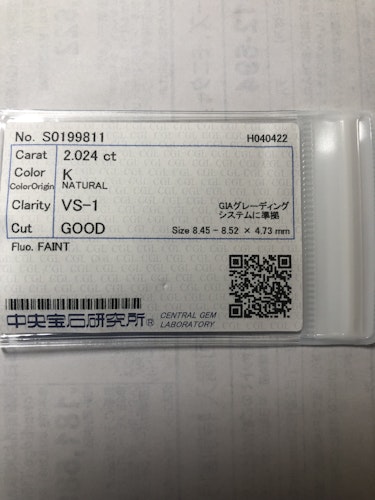 No. S0199811 H040422
Carat 2.024 ct
Color K
ColorOrigin NATURAL
Clarity VS-1
GIAグレーディング
システムに準拠
Cut GOOD
Size 8.45 - 8.52 × 4.73 mm
Fluo. FAINT
中央宝石研究所® CENTRAL GEM
LABORATORY